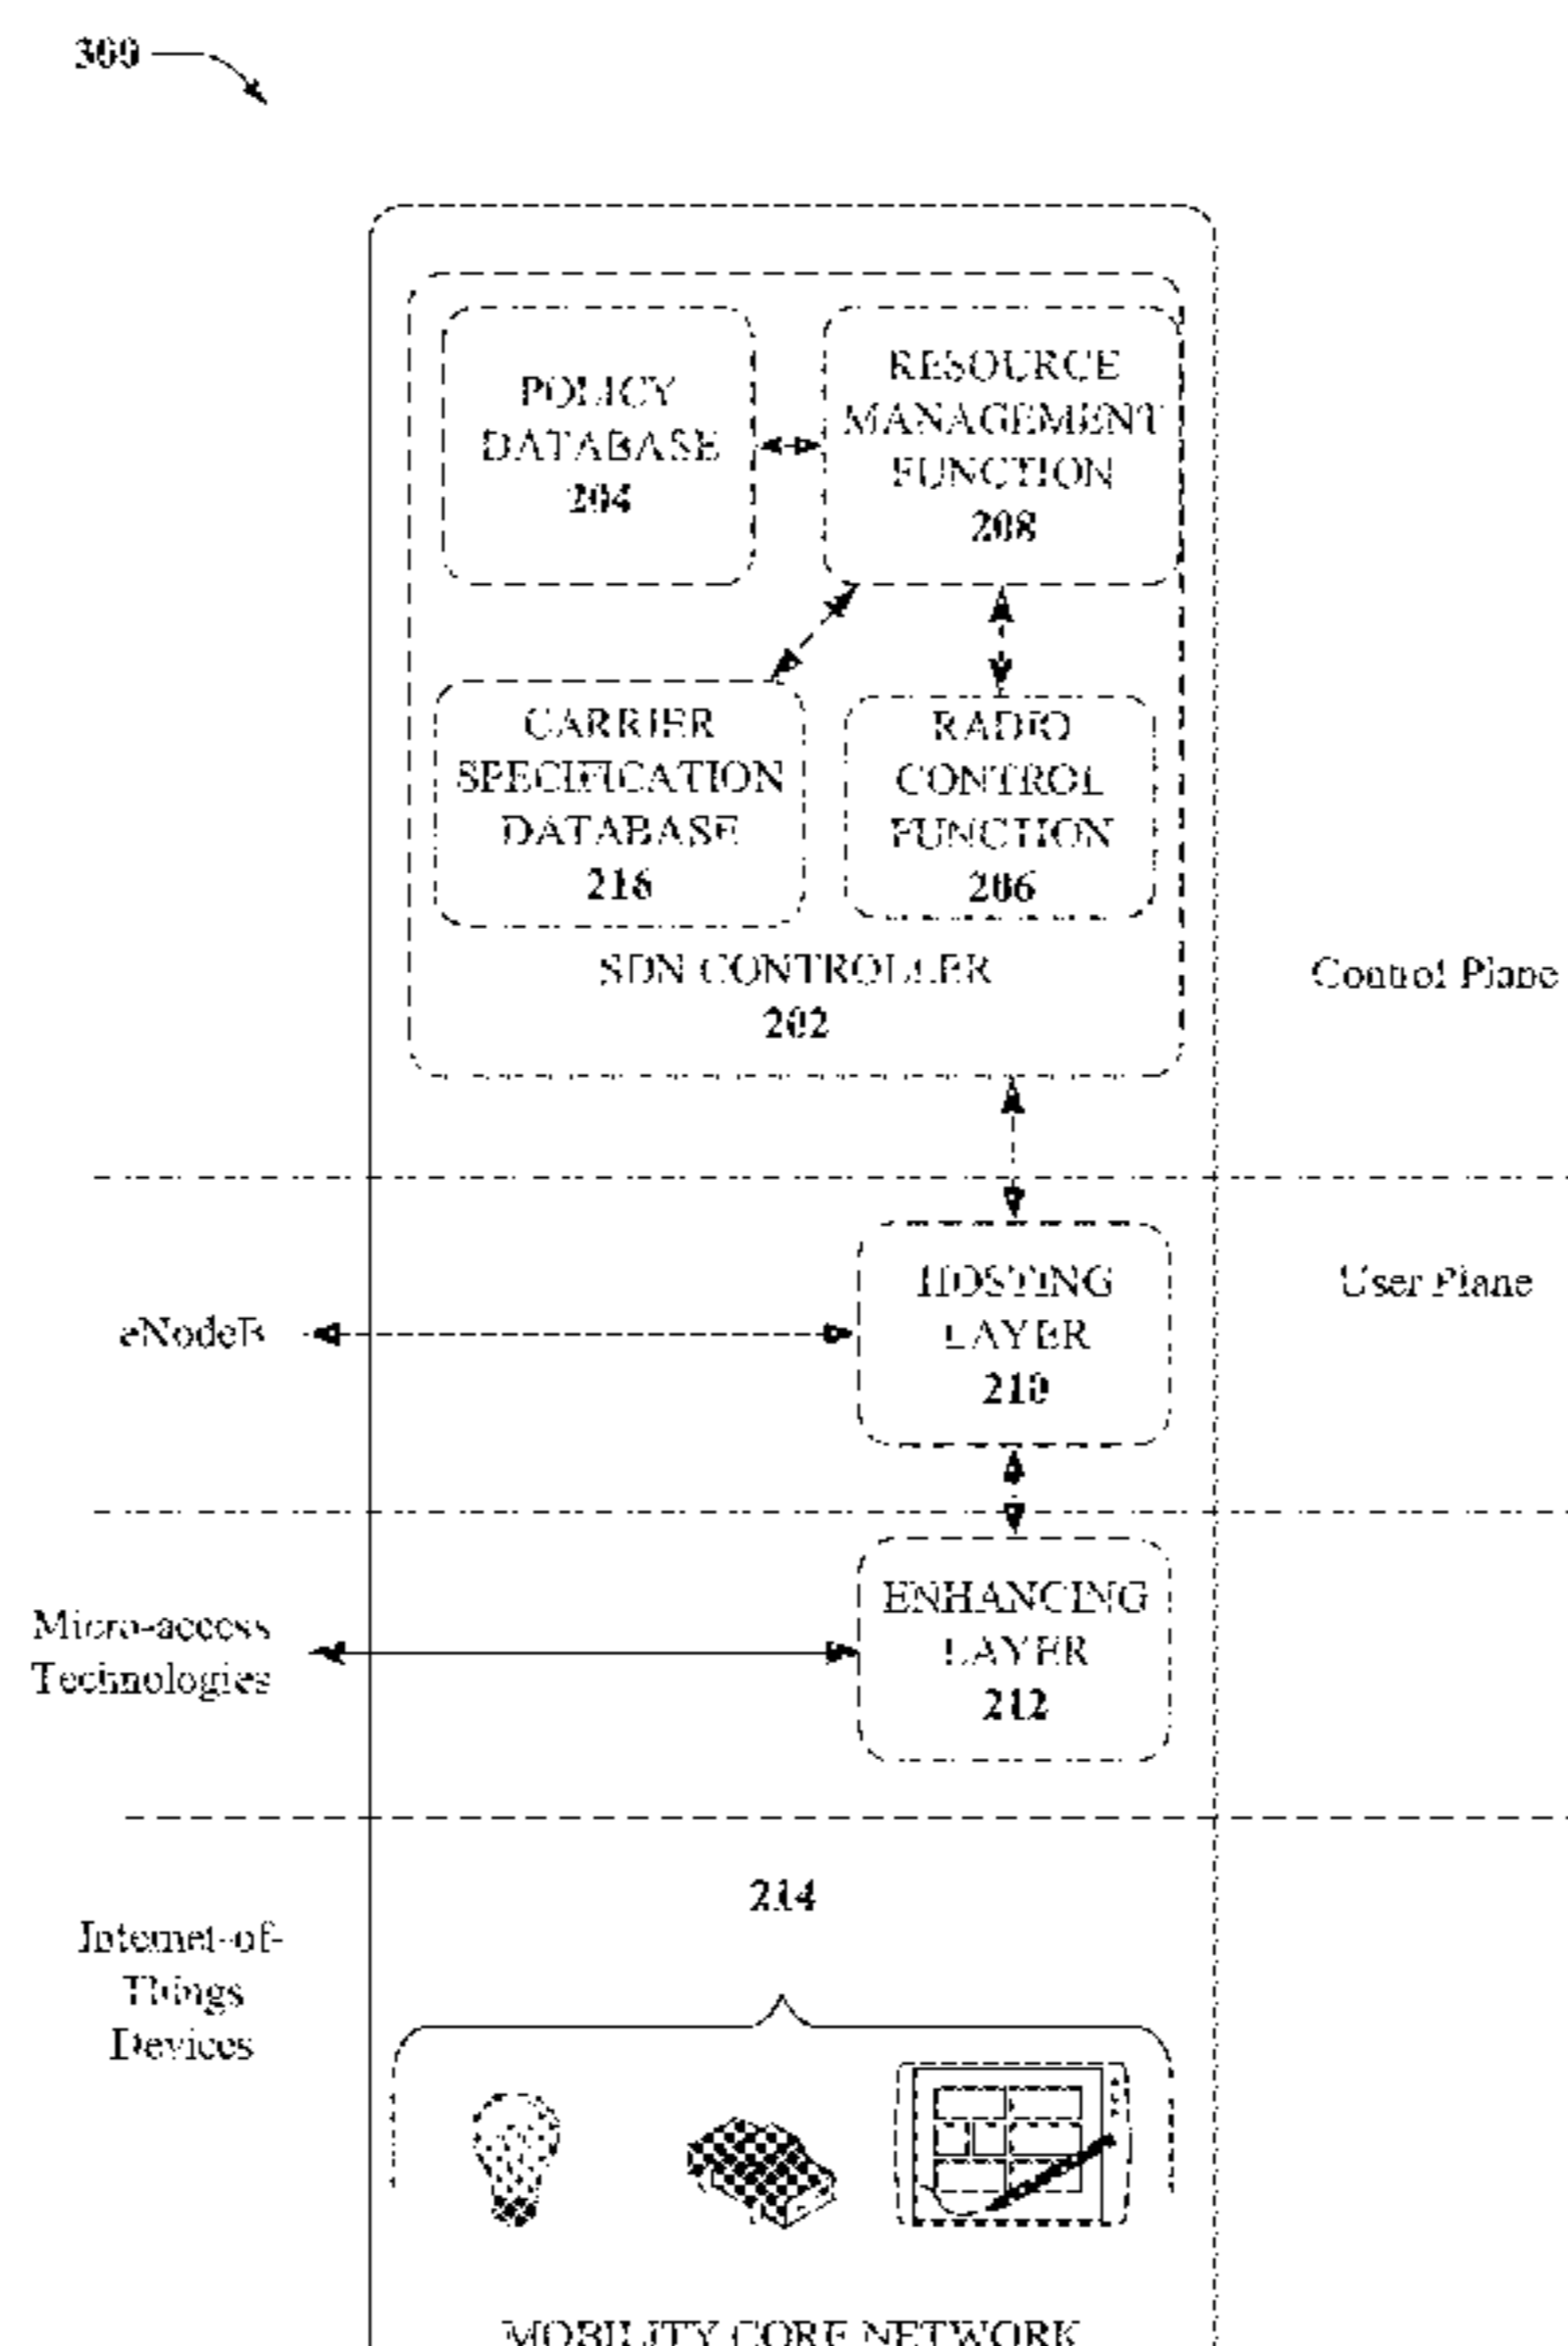 300
POLICY
DATABASE
204
RESOURCE
MANAGEMENT
FUNCTION
208
CARRIER
SPECIFICATION
DATABASE
216
RADIO
CONTROL
FUNCTION
206
SDN CONTROLLER
202
Control Plane
HOSTING
LAYER
210
User Plane
eNodeB
ENHANCING
LAYER
212
Micro-access
Technologies
214
Internet-of-
Things
Devices
MOBILITY CORE NETWORK